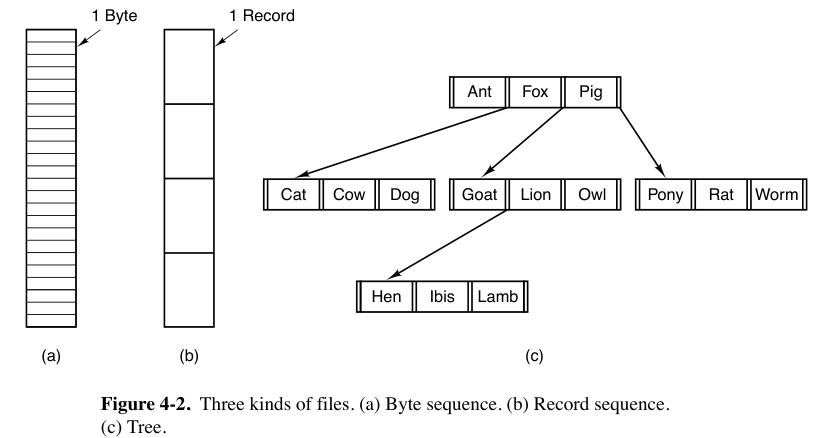 1 Byte
1 Record
Ant Fox Pig
Cat Cow Dog Goat Lion Owl Pony Rat Worm
Hen Ibis Lamb
(a) (b) (c)
Figure 4-2. Three kinds of files. (a) Byte sequence. (b) Record sequence.
(c) Tree.